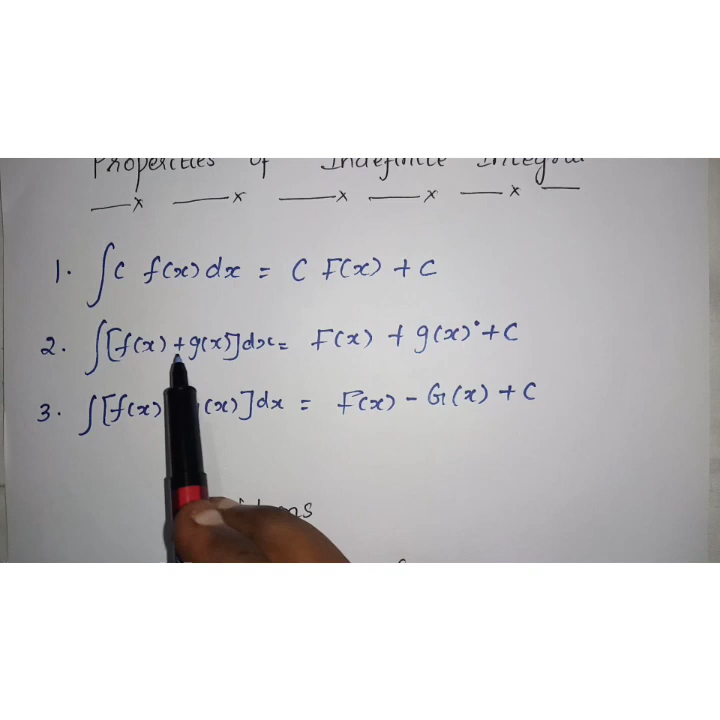 Properties of Indefinite Integral
1. ∫C f(x)dx = C F(x) + C
2. ∫[f(x)+g(x)]dx = F(x) + g(x) + C
3. ∫[f(x) (x)]dx = F(x) - G(x) + C